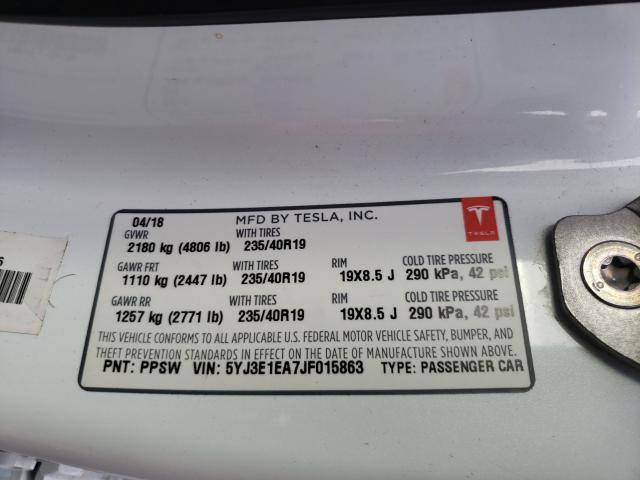 04/18 MFD BY TESLA, INC.
GVWR WITH TIRES
2180 kg (4806 lb) 235/40R19
GAWR FRT WITH TIRES RIM COLD TIRE PRESSURE
1110 kg (2447 lb) 235/40R19 19X8.5 J 290 kPa, 42 psi
GAWR RR WITH TIRES RIM COLD TIRE PRESSURE
1257 kg (2771 lb) 235/40R19 19X8.5 J 290 kPa, 42 psi
THIS VEHICLE CONFORMS TO ALL APPLICABLE U.S. FEDERAL MOTOR VEHICLE SAFETY, BUMPER, AND
THEFT PREVENTION STANDARDS IN EFFECT ON THE DATE OF MANUFACTURE SHOWN ABOVE.
PNT: PPSW VIN: 5YJ3E1EA7JF015863 TYPE: PASSENGER CAR
TESLA